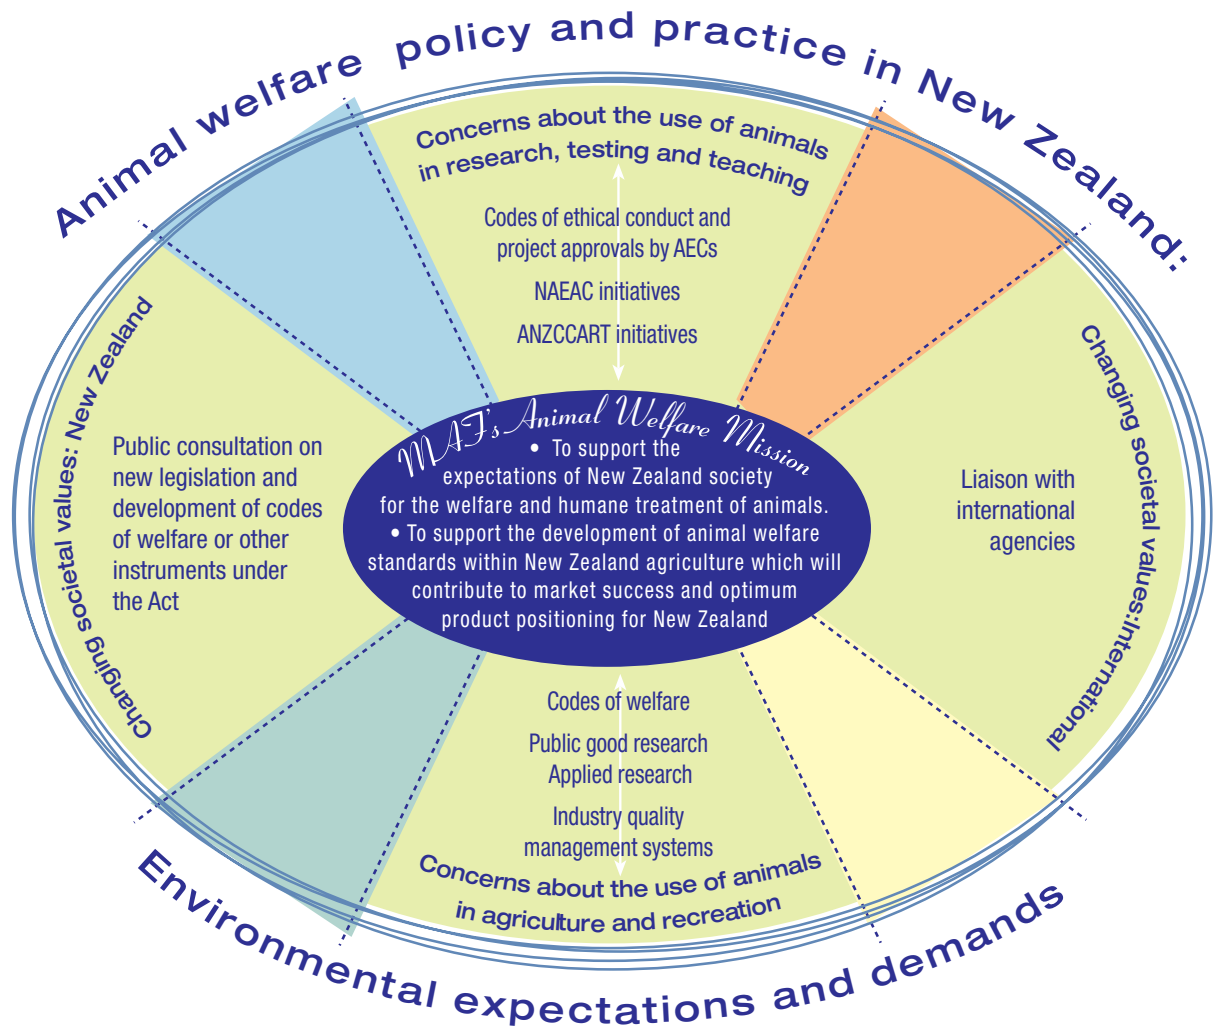 Animal welfare policy and practice in New Zealand:
Concerns about the use of animals
in research, testing and teaching
Codes of ethical conduct and
project approvals by AECs
NAEAC initiatives
ANZCCART initiatives
Changing societal values: New Zealand
Public consultation on
new legislation and
development of codes
of welfare or other
instruments under
the Act
MAF's Animal Welfare Mission
• To support the
expectations of New Zealand society
for the welfare and humane treatment of animals.
• To support the development of animal welfare
standards within New Zealand agriculture which will
contribute to market success and optimum
product positioning for New Zealand
Liaison with
international
agencies
Changing societal values:International
Codes of welfare
Public good research
Applied research
Industry quality
management systems
Concerns about the use of animals
in agriculture and recreation
Environmental expectations and demands